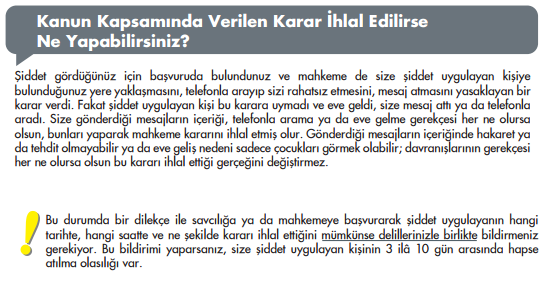 Kanun Kapsamında Verilen Karar İhlal Edilirse
Ne Yapabilirsiniz?
Şiddet gördüğünüz için başvuruda bulundunuz ve mahkeme de size şiddet uygulayan kişiye
bulunduğunuz yere yaklaşmasını, telefonla arayıp sizi rahatsız etmesini, mesaj atmasını yasaklayan bir
karar verdi. Fakat şiddet uygulayan kişi bu karara uymadı ve eve geldi, size mesaj attı ya da telefonla
aradı. Size gönderdiği mesajların içeriği, telefonla arama ya da eve gelme gerekçesi her ne olursa
olsun, bunları yaparak mahkeme kararını ihlal etmiş olur. Gönderdiği mesajların içeriğinde hakaret ya
da tehdit olmayabilir ya da eve geliş nedeni sadece çocukları görmek olabilir; davranışlarının gerekçesi
her ne olursa olsun bu kararı ihlal ettiği gerçeğini değiştirmez.
! Bu durumda bir dilekçe ile savcılığa ya da mahkemeye başvurarak şiddet uygulayanın hangi
tarihte, hangi saatte ve ne şekilde kararı ihlal ettiğini mümkünse delillerinizle birlikte bildirmeniz
gerekiyor. Bu bildirimi yaparsanız, size şiddet uygulayan kişinin 3 ilâ 10 gün arasında hapse
atılma olasılığı var.